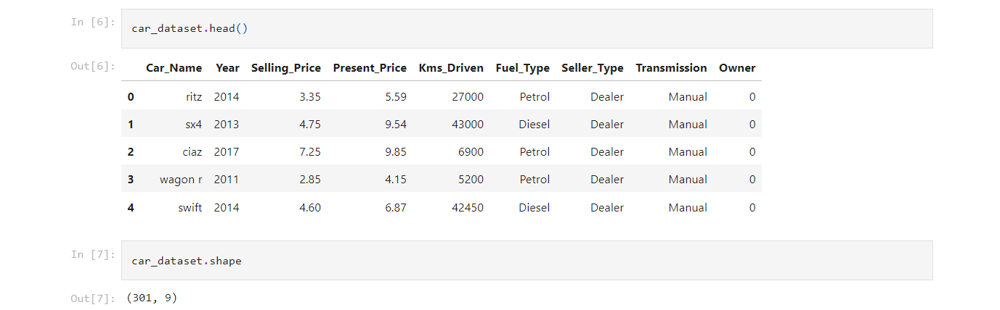 In [6]: car_dataset.head()
Out[6]: Car_Name Year Selling_Price Present_Price Kms_Driven Fuel_Type Seller_Type Transmission Owner
0 ritz 2014 3.35 5.59 27000 Petrol Dealer Manual 0
1 sx4 2013 4.75 9.54 43000 Diesel Dealer Manual 0
2 ciaz 2017 7.25 9.85 6900 Petrol Dealer Manual 0
3 wagon r 2011 2.85 4.15 5200 Petrol Dealer Manual 0
4 swift 2014 4.60 6.87 42450 Diesel Dealer Manual 0
In [7]: car_dataset.shape
Out[7]: (301, 9)